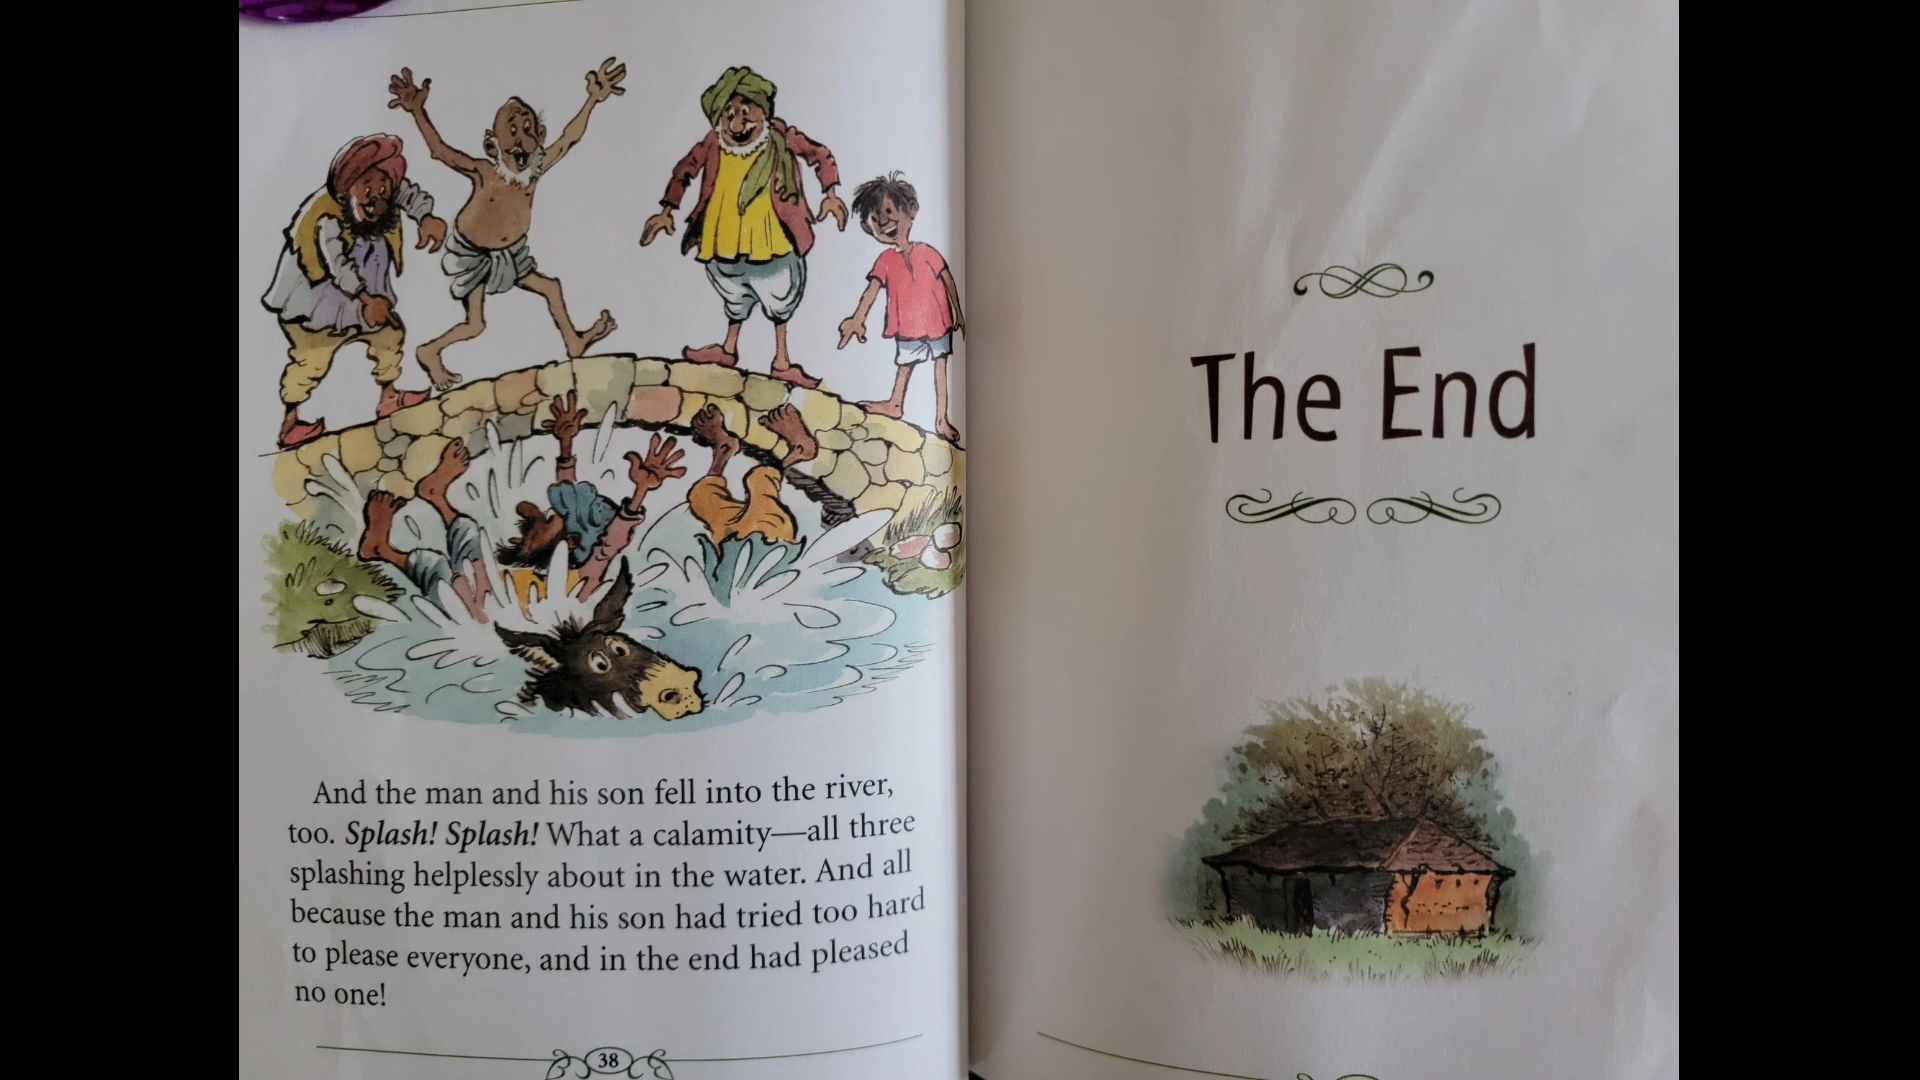 And the man and his son fell into the river,
too. Splash! Splash! What a calamity—all three
splashing helplessly about in the water. And all
because the man and his son had tried too hard
to please everyone, and in the end had pleased
no one!
38
The End